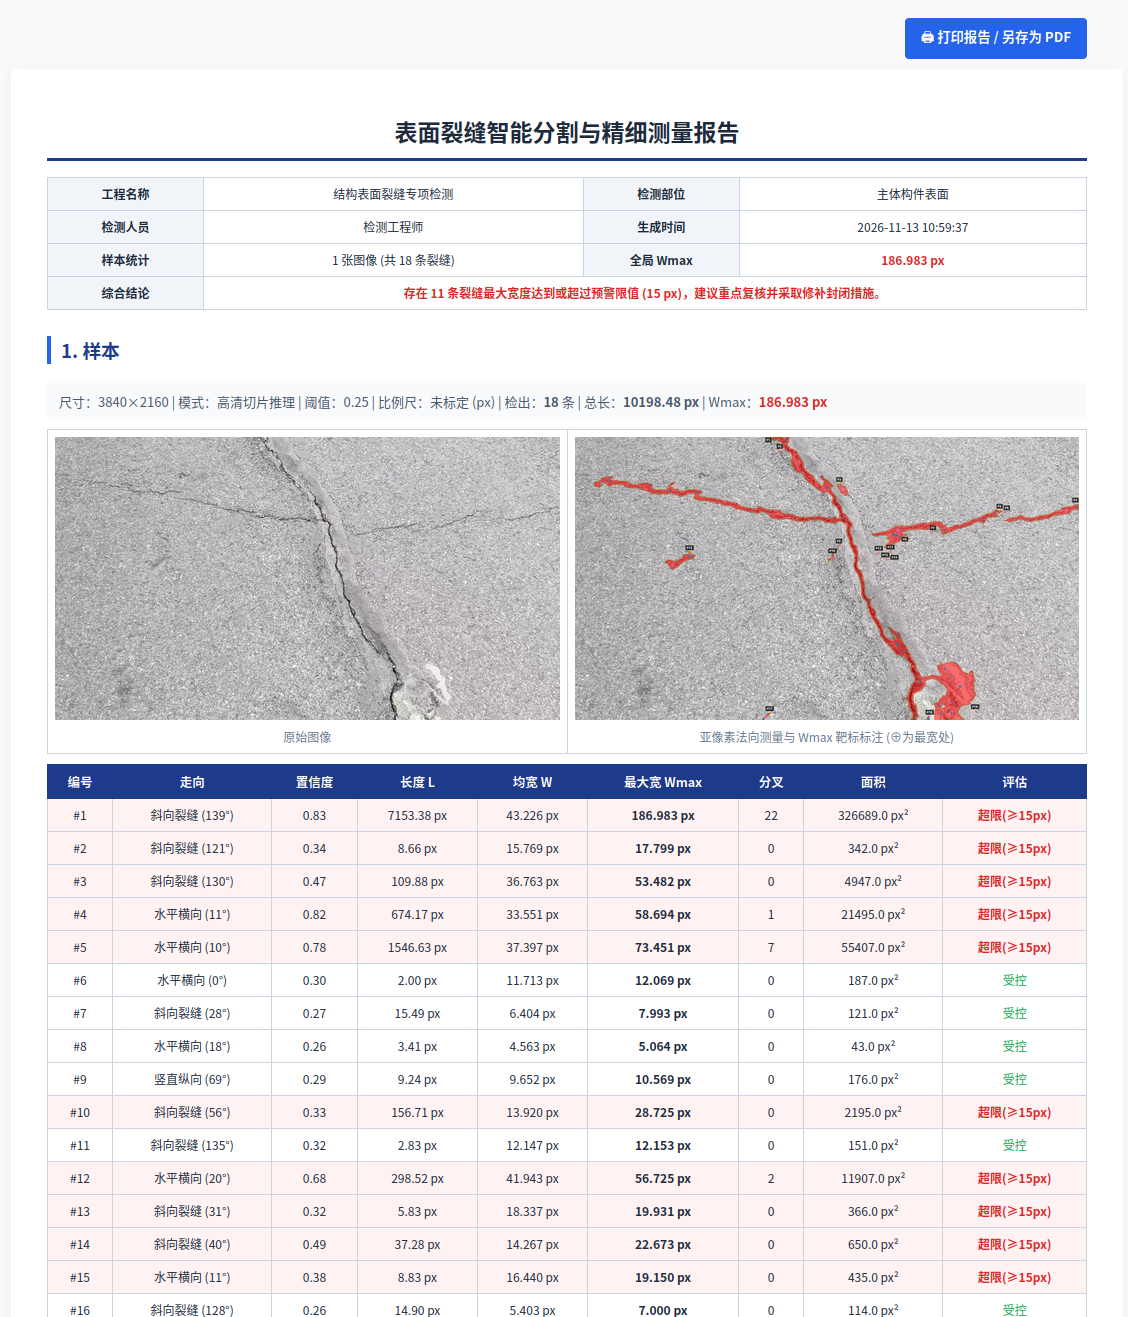 打印报告 / 另存为 PDF
表面裂缝智能分割与精细测量报告
工程名称 结构表面裂缝专项检测 检测部位 主体构件表面
检测人员 检测工程师 生成时间 2026-11-13 10:59:37
样本统计 1 张图像 (共 18 条裂缝) 全局 Wmax 186.983 px
综合结论 存在 11 条裂缝最大宽度达到或超过预警限值 (15 px)，建议重点复核并采取修补封闭措施。
1. 样本
尺寸：3840×2160 | 模式：高清切片推理 | 阈值：0.25 | 比例尺：未标定 (px) | 检出：18 条 | 总长：10198.48 px | Wmax：186.983 px
原始图像 亚像素法向测量与 Wmax 靶标标注 (⊕为最宽处)
编号 走向 置信度 长度 L 均宽 W 最大宽 Wmax 分叉 面积 评估
#1 斜向裂缝 (139°) 0.83 7153.38 px 43.226 px 186.983 px 22 326689.0 px² 超限(≥15px)
#2 斜向裂缝 (121°) 0.34 8.66 px 15.769 px 17.799 px 0 342.0 px² 超限(≥15px)
#3 斜向裂缝 (130°) 0.47 109.88 px 36.763 px 53.482 px 0 4947.0 px² 超限(≥15px)
#4 水平横向 (11°) 0.82 674.17 px 33.551 px 58.694 px 1 21495.0 px² 超限(≥15px)
#5 水平横向 (10°) 0.78 1546.63 px 37.397 px 73.451 px 7 55407.0 px² 超限(≥15px)
#6 水平横向 (0°) 0.30 2.00 px 11.713 px 12.069 px 0 187.0 px² 受控
#7 斜向裂缝 (28°) 0.27 15.49 px 6.404 px 7.993 px 0 121.0 px² 受控
#8 水平横向 (18°) 0.26 3.41 px 4.563 px 5.064 px 0 43.0 px² 受控
#9 竖直纵向 (69°) 0.29 9.24 px 9.652 px 10.569 px 0 176.0 px² 受控
#10 斜向裂缝 (56°) 0.33 156.71 px 13.920 px 28.725 px 0 2195.0 px² 超限(≥15px)
#11 斜向裂缝 (135°) 0.32 2.83 px 12.147 px 12.153 px 0 151.0 px² 受控
#12 水平横向 (20°) 0.68 298.52 px 41.943 px 56.725 px 2 11907.0 px² 超限(≥15px)
#13 斜向裂缝 (31°) 0.32 5.83 px 18.337 px 19.931 px 0 366.0 px² 超限(≥15px)
#14 斜向裂缝 (40°) 0.49 37.28 px 14.267 px 22.673 px 0 650.0 px² 超限(≥15px)
#15 水平横向 (11°) 0.38 8.83 px 16.440 px 19.150 px 0 435.0 px² 超限(≥15px)
#16 斜向裂缝 (128°) 0.26 14.90 px 5.403 px 7.000 px 0 114.0 px² 受控